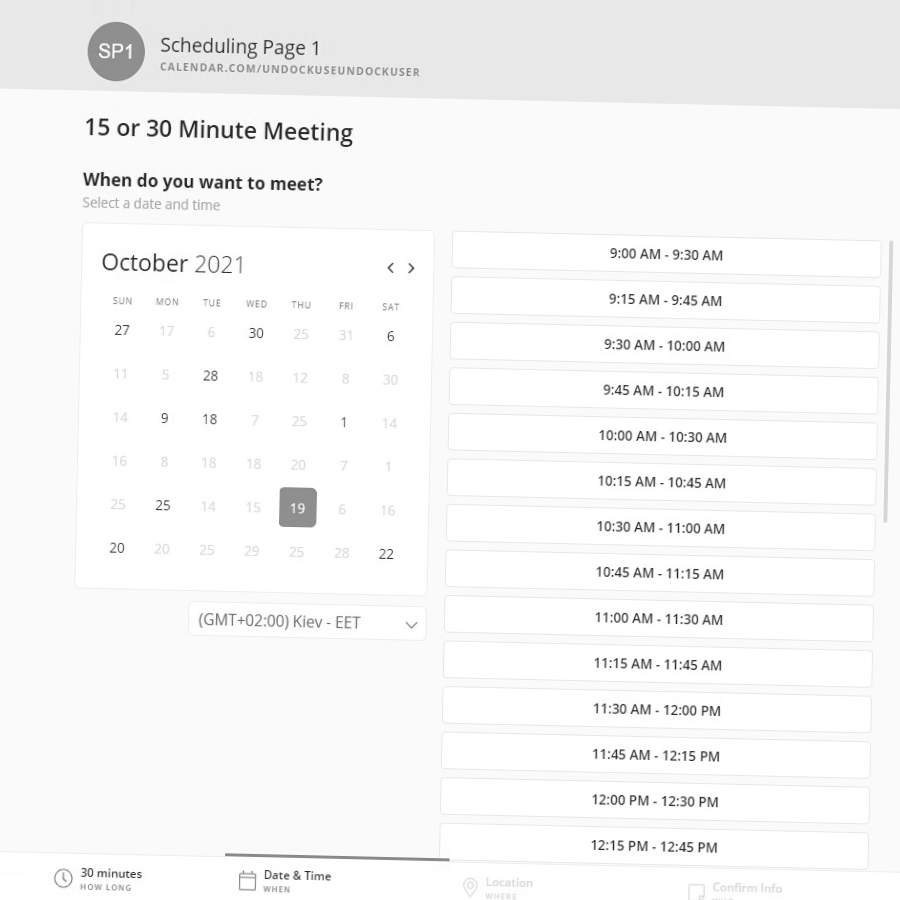 SP1
Scheduling Page 1
CALENDAR.COM/UNDOCKUSEUNDOCKUSER
15 or 30 Minute Meeting
When do you want to meet?
Select a date and time
October 2021
SUN MON TUE WED THU FRI SAT
27 17 6 30 25 31 6
11 5 28 18 12 8 30
14 9 18 7 25 1 14
16 8 18 18 20 7 1
25 25 14 15 19 6 16
20 20 25 29 25 28 22
(GMT+02:00) Kiev - EET
9:00 AM - 9:30 AM
9:15 AM - 9:45 AM
9:30 AM - 10:00 AM
9:45 AM - 10:15 AM
10:00 AM - 10:30 AM
10:15 AM - 10:45 AM
10:30 AM - 11:00 AM
10:45 AM - 11:15 AM
11:00 AM - 11:30 AM
11:15 AM - 11:45 AM
11:30 AM - 12:00 PM
11:45 AM - 12:15 PM
12:00 PM - 12:30 PM
12:15 PM - 12:45 PM
30 minutes
HOW LONG
Date & Time
WHEN
Location
WHERE
Confirm Info